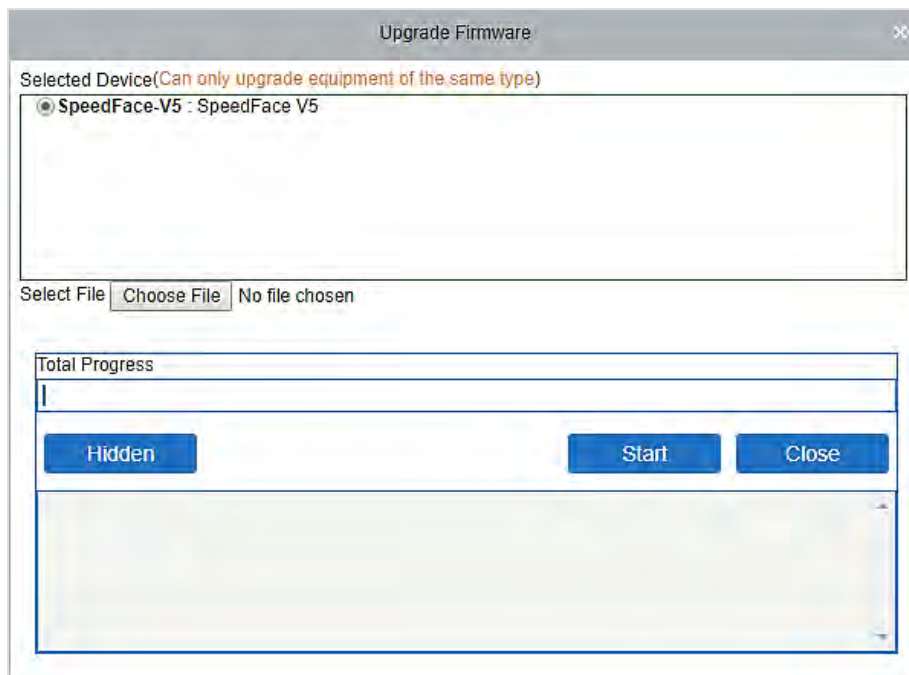 Upgrade Firmware
Selected Device(Can only upgrade equipment of the same type)
SpeedFace-V5 : SpeedFace V5
Select File Choose File No file chosen
Total Progress
Hidden Start Close